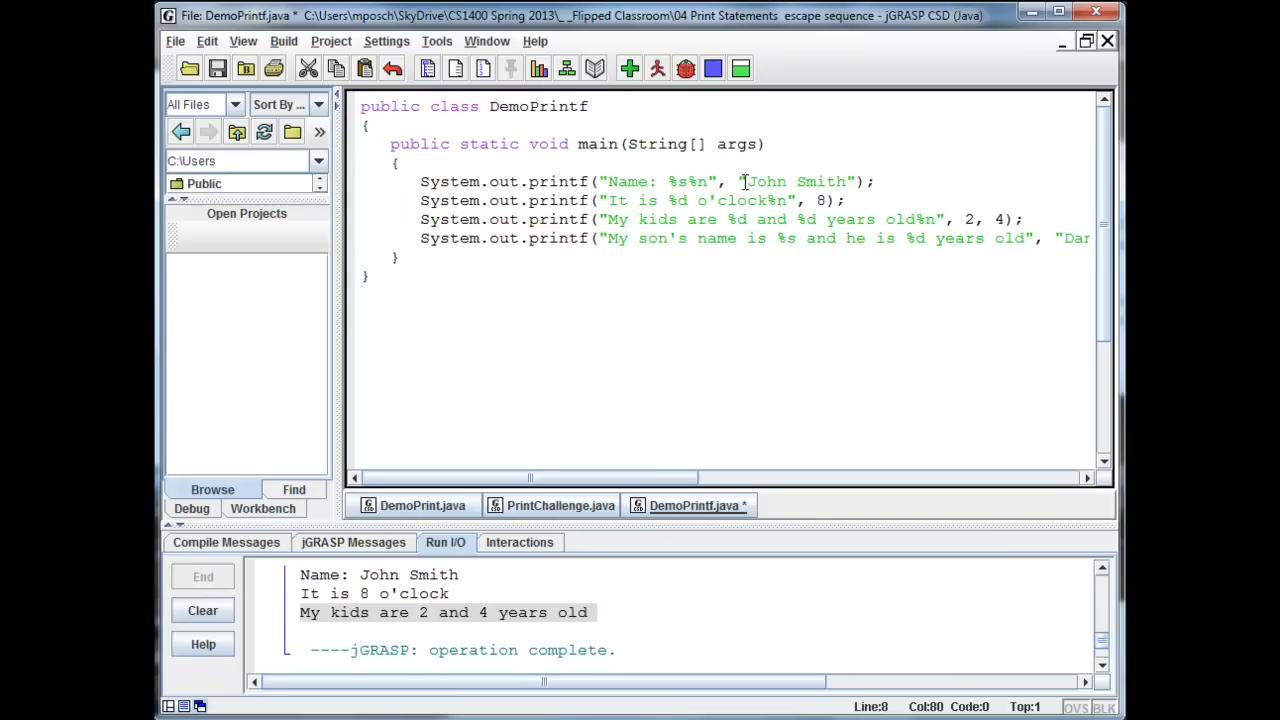 File: DemoPrintf.java * C:\Users\mposch\SkyDrive\CS1400 Spring 2013\_ _Flipped Classroom\04 Print Statements escape sequence - jGRASP CSD (Java)
File Edit View Build Project Settings Tools Window Help
All Files Sort By ...
C:\Users
Public
Open Projects
Browse Find
Debug Workbench
public class DemoPrintf
{
public static void main(String[] args)
{
System.out.printf("Name: %s%n", "John Smith");
System.out.printf("It is %d o'clock%n", 8);
System.out.printf("My kids are %d and %d years old%n", 2, 4);
System.out.printf("My son's name is %s and he is %d years old", "Dar
}
}
DemoPrint.java PrintChallenge.java DemoPrintf.java *
Compile Messages jGRASP Messages Run I/O Interactions
End
Clear
Help
Name: John Smith
It is 8 o'clock
My kids are 2 and 4 years old
----jGRASP: operation complete.
Line:8 Col:80 Code:0 Top:1 OVS BLK